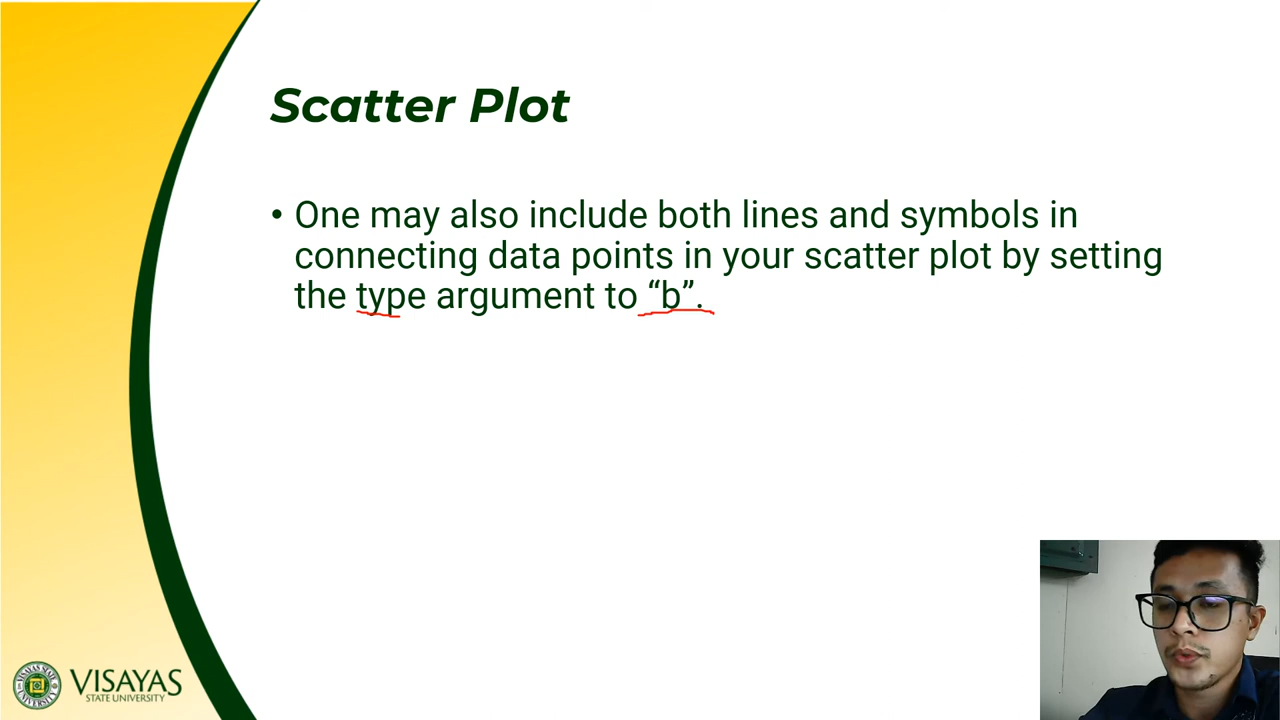 Scatter Plot
• One may also include both lines and symbols in
connecting data points in your scatter plot by setting
the type argument to “b”.
VISAYAS
STATE UNIVERSITY